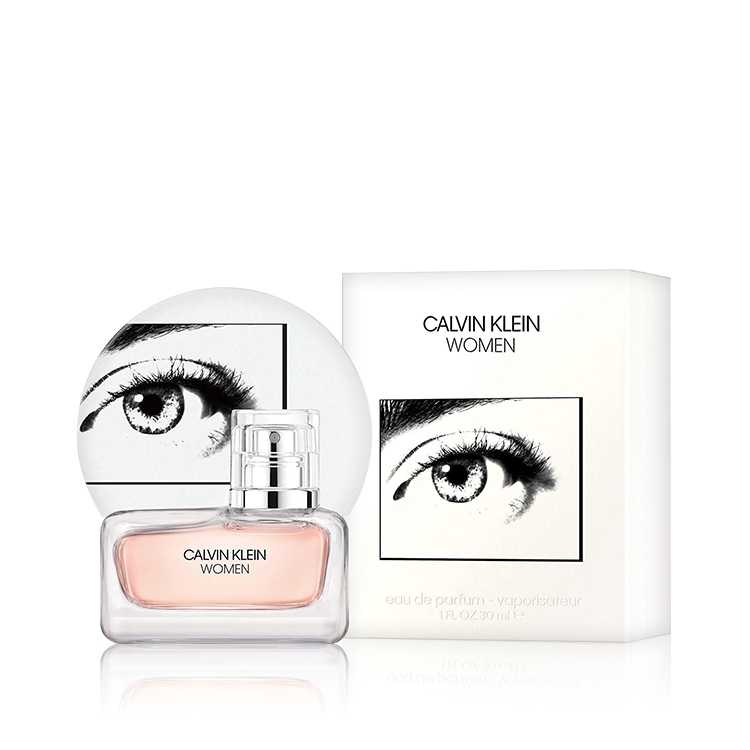 CALVIN KLEIN
WOMEN
CALVIN KLEIN
WOMEN
eau de parfum - vaporisateur
1 FL OZ 30 ml ℮